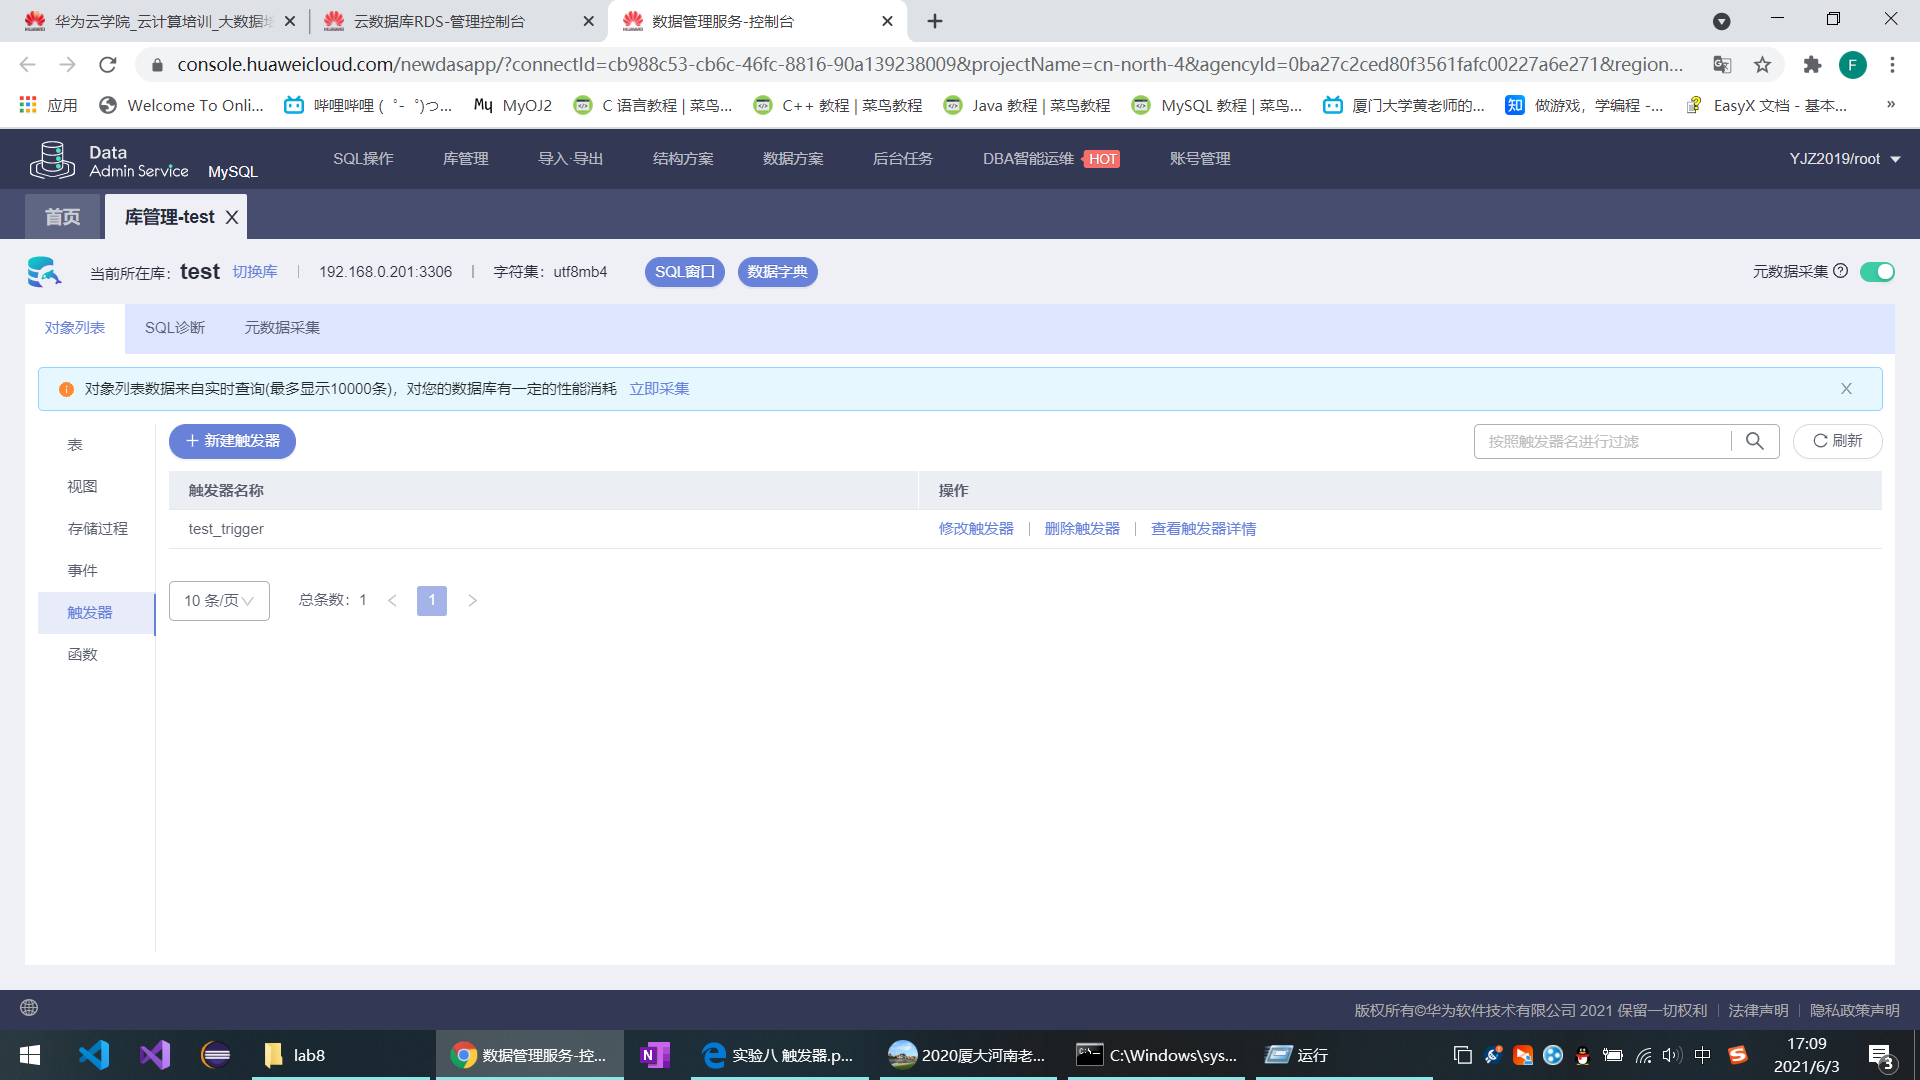 华为云学院_云计算培训_大数据培
云数据库RDS-管理控制台
数据管理服务-控制台
console.huaweicloud.com/newdasapp/?connectId=cb988c53-cb6c-46fc-8816-90a139238009&projectName=cn-north-4&agencyId=0ba27c2ced80f3561fafc00227a6e271&region...
F
应用
Welcome To Onli...
哔哩哔哩 ( ゜- ゜)つ...
My MyOJ2
C 语言教程 | 菜鸟...
C++ 教程 | 菜鸟教程
Java 教程 | 菜鸟教程
MySQL 教程 | 菜鸟...
厦门大学黄老师的...
知 做游戏，学编程 -...
EasyX 文档 - 基本...
»
Data
Admin Service MySQL
SQL操作
库管理
导入·导出
结构方案
数据方案
后台任务
DBA智能运维 HOT
账号管理
YJZ2019/root
首页
库管理-test X
当前所在库: test 切换库 | 192.168.0.201:3306 | 字符集: utf8mb4 SQL窗口 数据字典
元数据采集
对象列表 SQL诊断 元数据采集
对象列表数据来自实时查询(最多显示10000条)，对您的数据库有一定的性能消耗 立即采集
表
视图
存储过程
事件
触发器
函数
新建触发器
按照触发器名进行过滤
刷新
触发器名称 操作
test_trigger 修改触发器 | 删除触发器 | 查看触发器详情
10 条/页 总条数: 1 < 1 >
版权所有©华为软件技术有限公司 2021 保留一切权利 | 法律声明 | 隐私政策声明
lab8
数据管理服务-控...
N
实验八 触发器.p...
2020厦大河南老...
C:\Windows\sys...
运行
中
17:09
2021/6/3
3